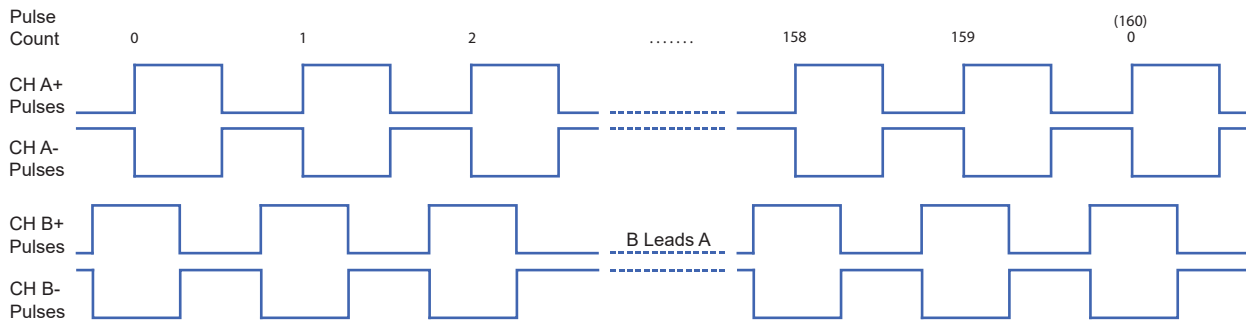 Pulse
Count
0 1 2 ....... 158 159 (160)
0
CH A+
Pulses
CH A-
Pulses
CH B+
Pulses
B Leads A
CH B-
Pulses